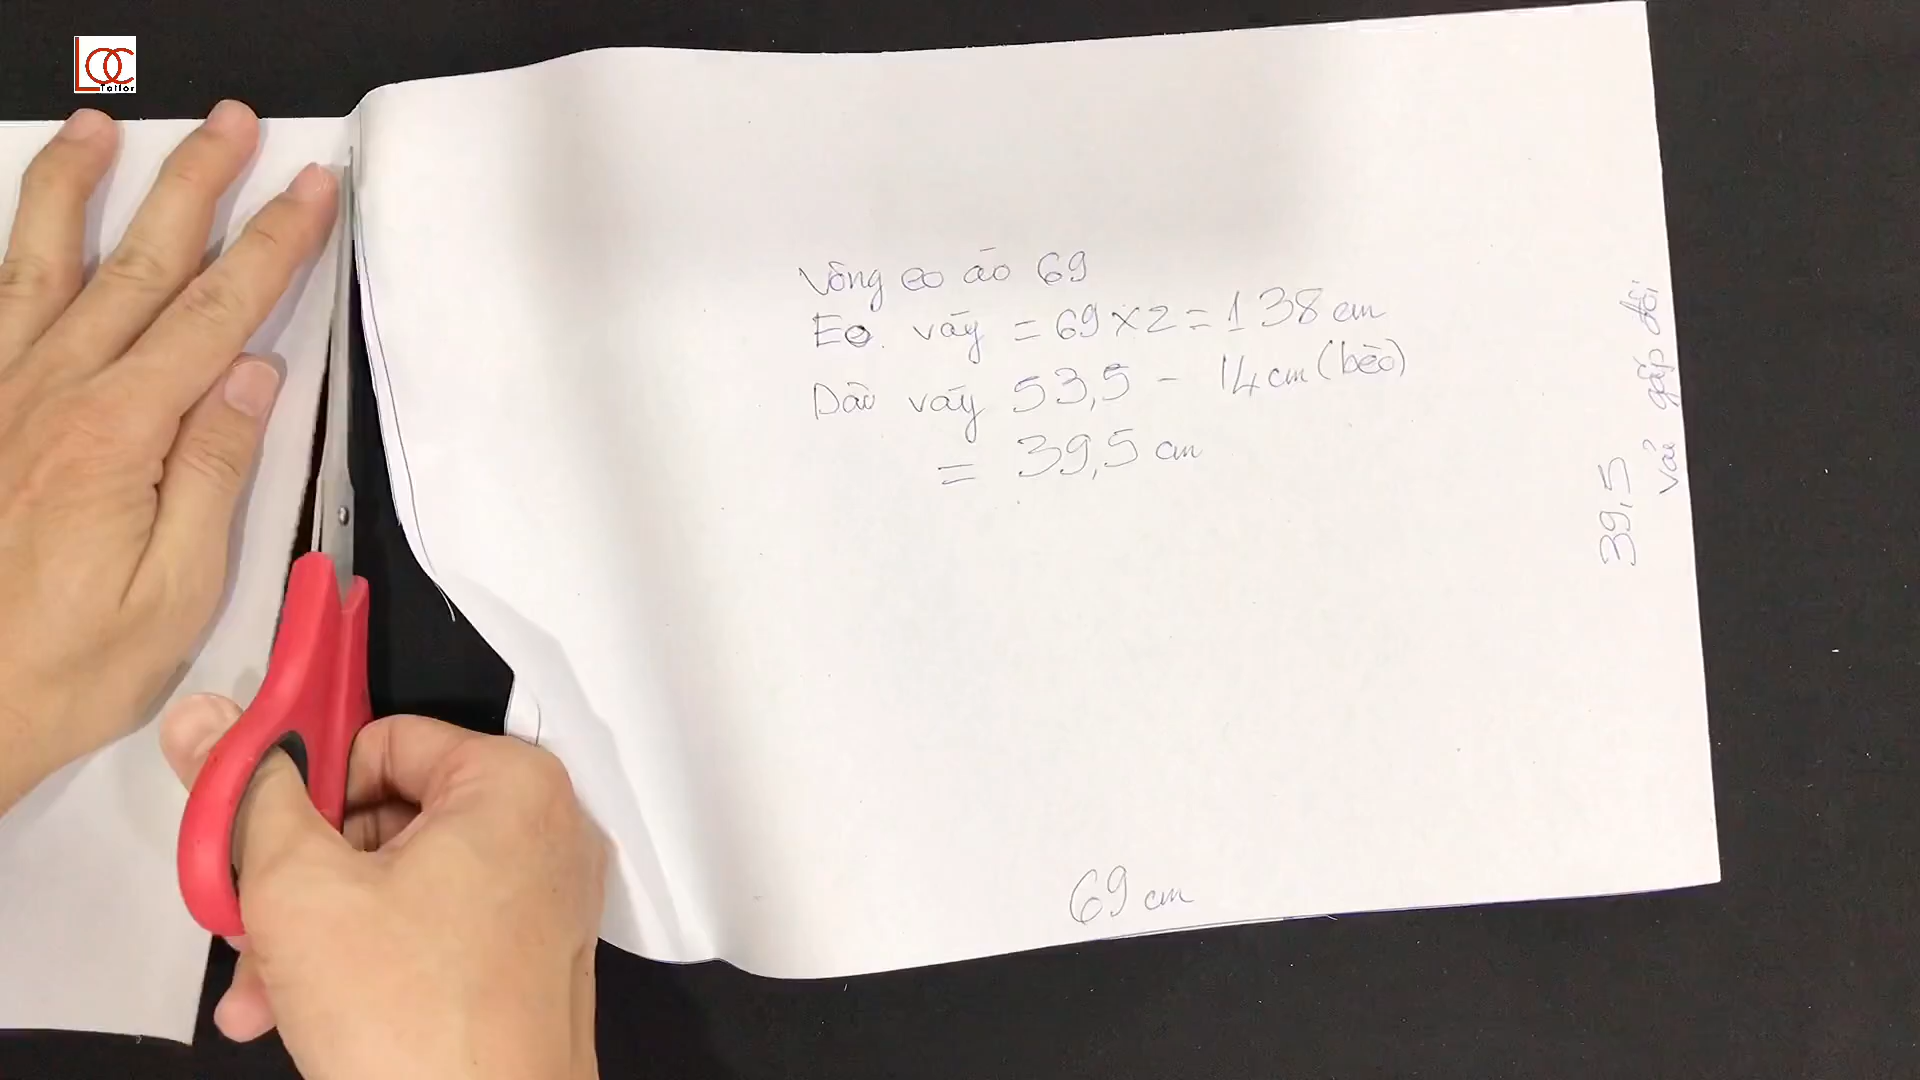 LOC
Tailor
Vòng eo áo 69
Eo váy = 69 x 2 = 138 cm
Dài váy 53,5 - 14 cm (bèo)
= 39,5 cm
39,5
vải gấp đôi
69 cm